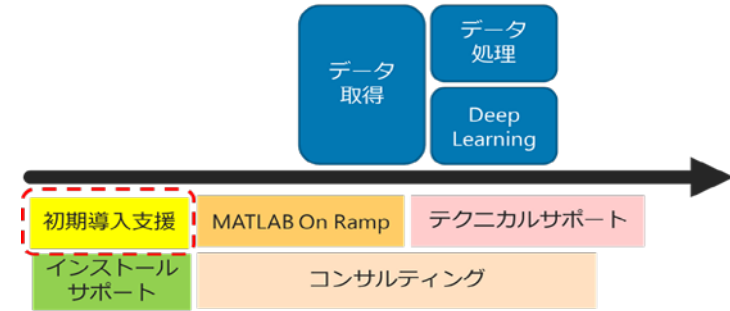 データ
取得
データ
処理
Deep
Learning
初期導入支援
MATLAB On Ramp
テクニカルサポート
インストール
サポート
コンサルティング